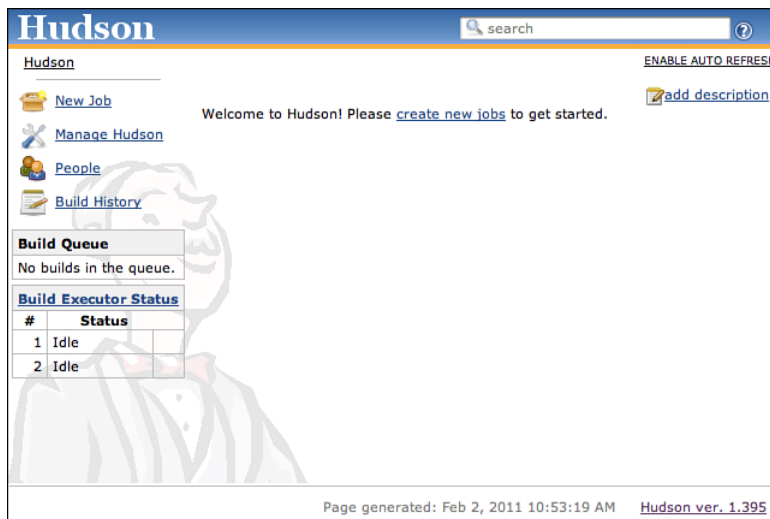 Hudson
search
Hudson
ENABLE AUTO REFRES
New Job
add description
Welcome to Hudson! Please create new jobs to get started.
Manage Hudson
People
Build History
Build Queue
No builds in the queue.
Build Executor Status
# Status
1 Idle
2 Idle
Page generated: Feb 2, 2011 10:53:19 AM Hudson ver. 1.395